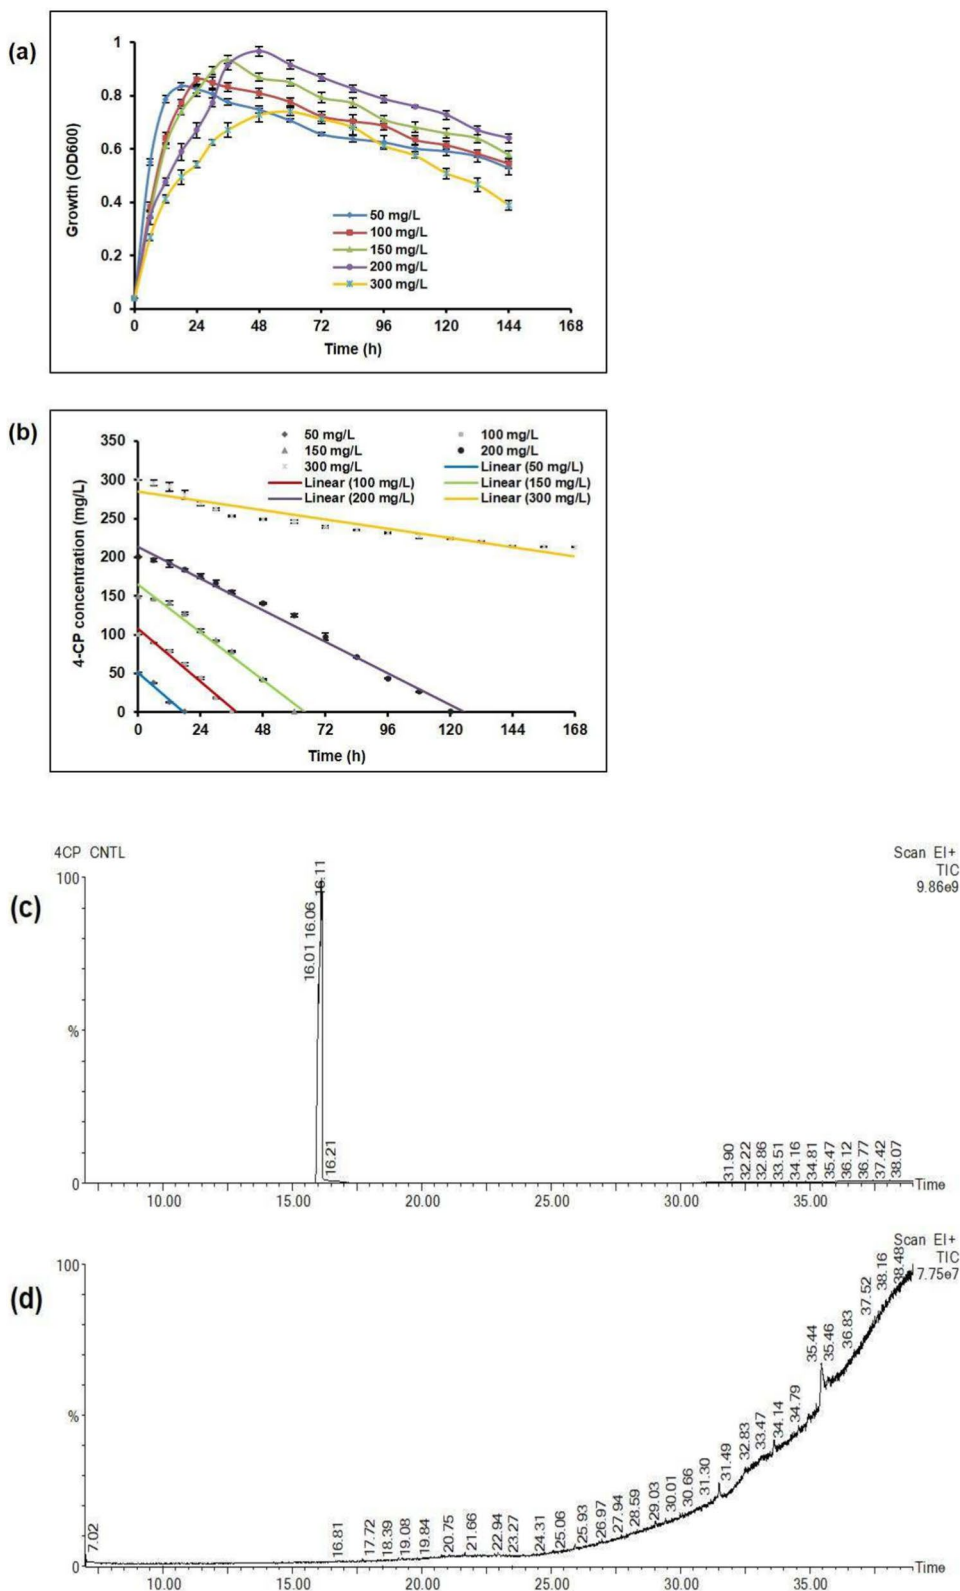 (a)
1
0.8
0.6
0.4
0.2
0
Growth (OD600)
50 mg/L
100 mg/L
150 mg/L
200 mg/L
300 mg/L
0 24 48 72 96 120 144 168
Time (h)
(b)
350
300
250
200
150
100
50
0
4-CP concentration (mg/L)
50 mg/L 100 mg/L
150 mg/L 200 mg/L
300 mg/L Linear (50 mg/L)
Linear (100 mg/L) Linear (150 mg/L)
Linear (200 mg/L) Linear (300 mg/L)
0 24 48 72 96 120 144 168
Time (h)
4CP CNTL
Scan EI+
TIC
9.86e9
(c)
100
%
0
16.01 16.06 16.11
16.21
31.90 32.22 32.86 33.51 34.16 34.81 35.47 36.12 36.77 37.42 38.07
10.00 15.00 20.00 25.00 30.00 35.00
Time
Scan EI+
TIC
7.75e7
(d)
100
%
0
7.02 16.81 17.72 18.39 19.08 19.84 20.75 21.66 22.94 23.27 24.31 25.06 25.93 26.97 27.94 28.59 29.03 30.01 30.66 31.30 31.49 32.83 33.47 34.14 34.79 35.44 35.46 36.83 37.52 38.16 38.48
10.00 15.00 20.00 25.00 30.00 35.00
Time